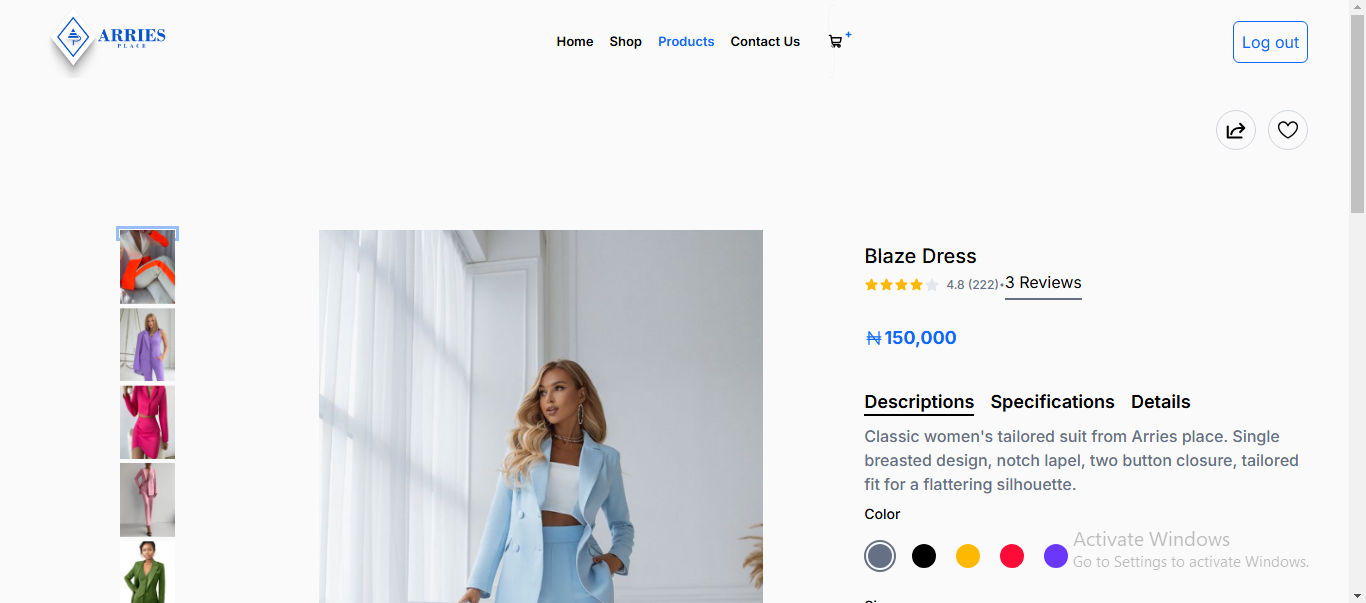 ARRIES
PLACE
Home Shop Products Contact Us +
Log out
Blaze Dress
4.8 (222) • 3 Reviews
₦150,000
Descriptions Specifications Details
Classic women's tailored suit from Arries place. Single
breasted design, notch lapel, two button closure, tailored
fit for a flattering silhouette.
Color
Activate Windows
Go to Settings to activate Windows.